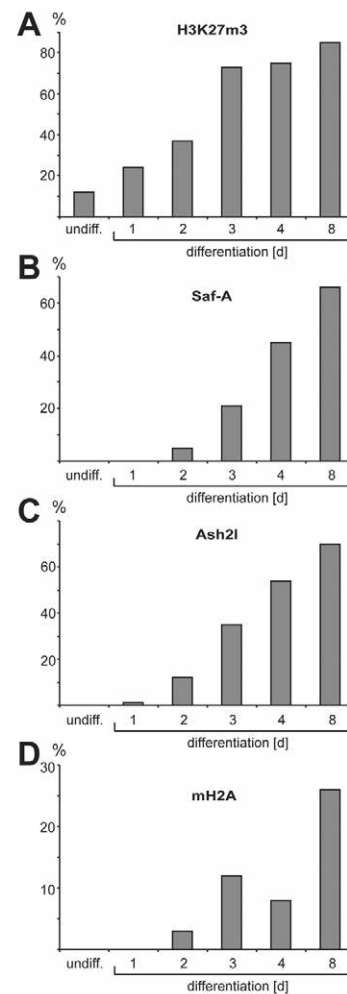 A
%
H3K27m3
80
60
40
20
undiff. 1 2 3 4 8
differentiation [d]
B
%
Saf-A
60
40
20
undiff. 1 2 3 4 8
differentiation [d]
C
%
Ash2l
60
40
20
undiff. 1 2 3 4 8
differentiation [d]
D
%
mH2A
30
20
10
undiff. 1 2 3 4 8
differentiation [d]